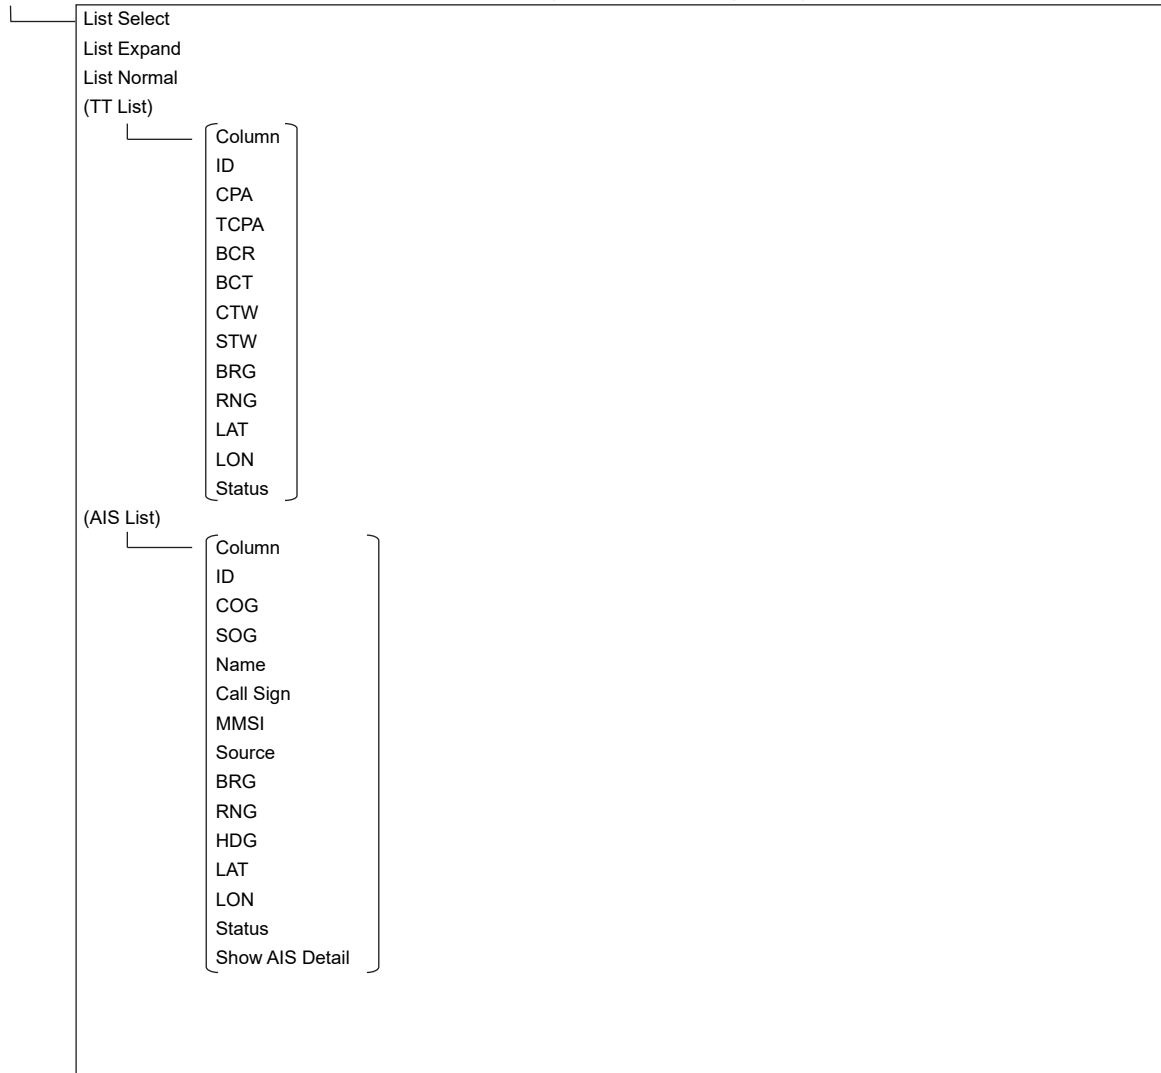 List Select
List Expand
List Normal
(TT List)
Column
ID
CPA
TCPA
BCR
BCT
CTW
STW
BRG
RNG
LAT
LON
Status
(AIS List)
Column
ID
COG
SOG
Name
Call Sign
MMSI
Source
BRG
RNG
HDG
LAT
LON
Status
Show AIS Detail